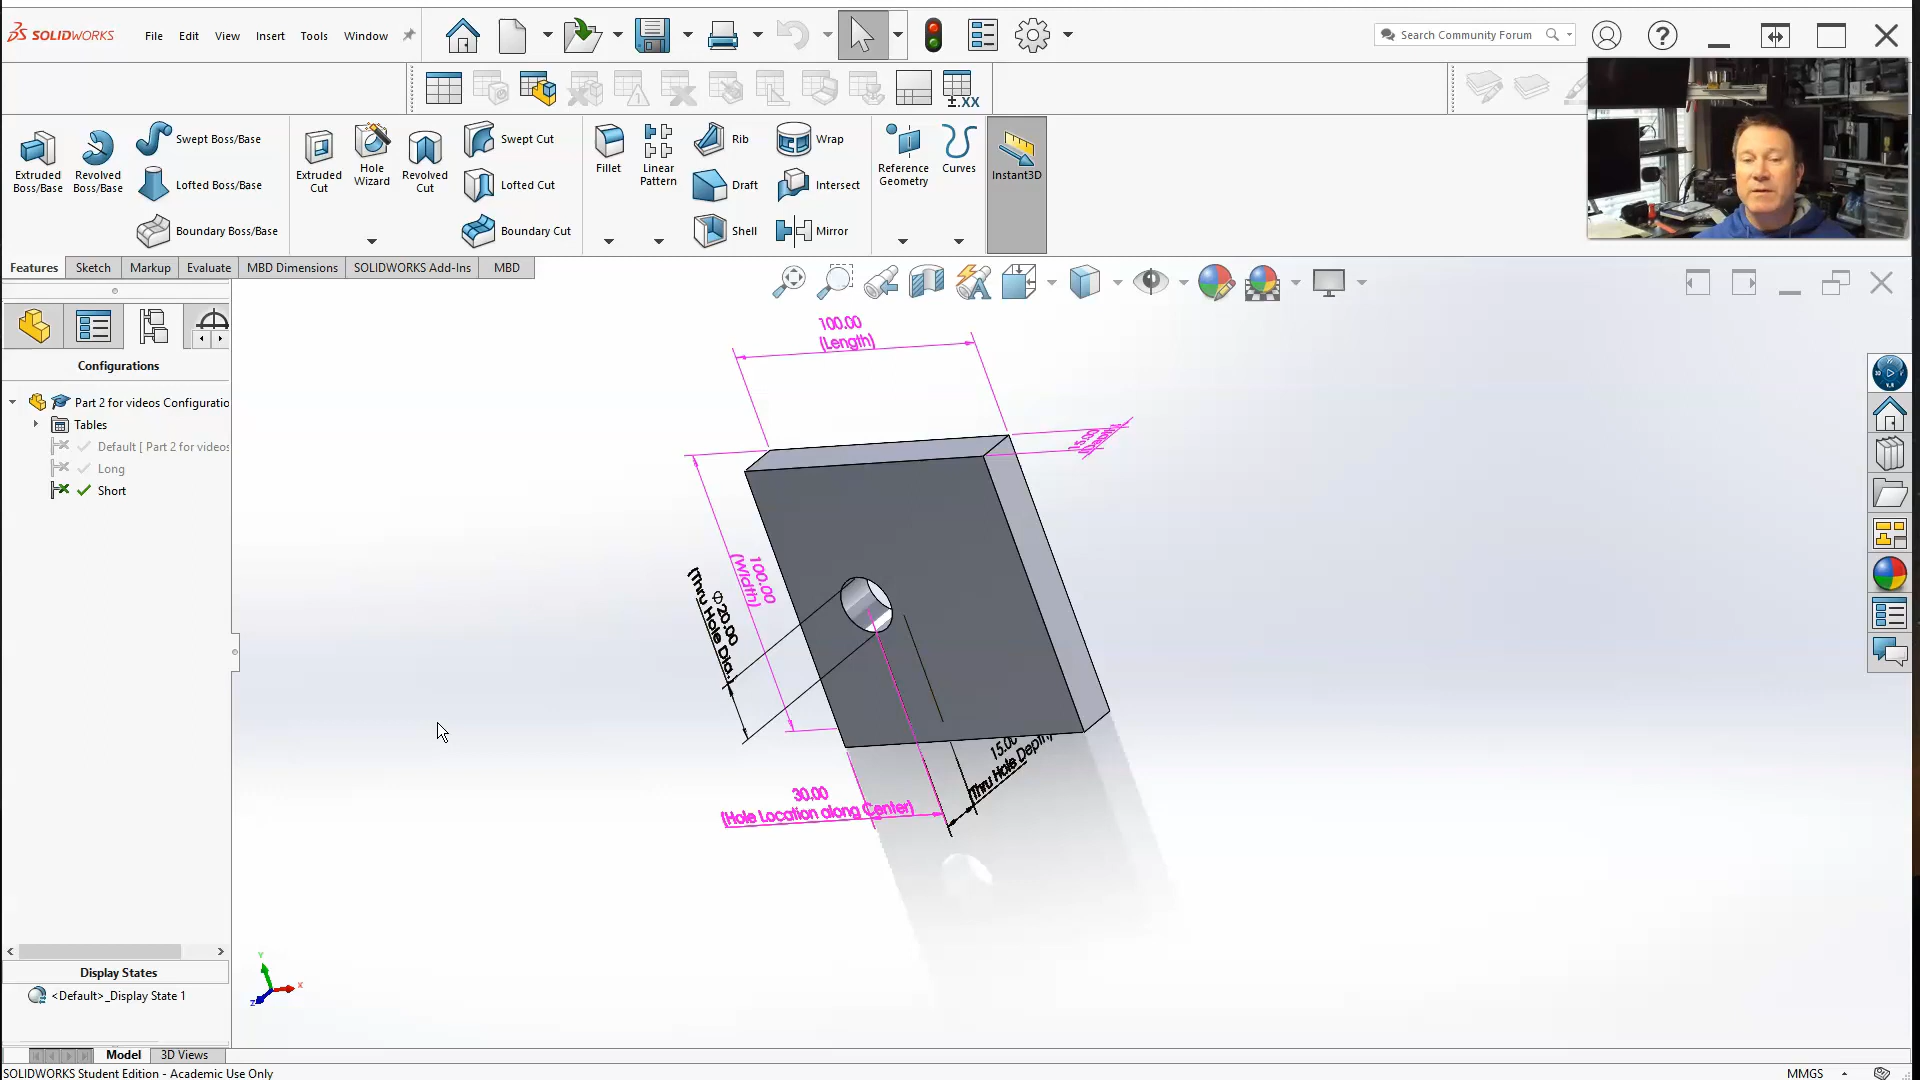 SOLIDWORKS
File Edit View Insert Tools Window
Search Community Forum
±.XX
Extruded Boss/Base
Revolved Boss/Base
Swept Boss/Base
Lofted Boss/Base
Boundary Boss/Base
Extruded Cut
Hole Wizard
Revolved Cut
Swept Cut
Lofted Cut
Boundary Cut
Fillet
Linear Pattern
Rib
Draft
Shell
Wrap
Intersect
Mirror
Reference Geometry
Curves
Instant3D
Features Sketch Markup Evaluate MBD Dimensions SOLIDWORKS Add-Ins MBD
Configurations
Part 2 for videos Configuratio
Tables
Default [ Part 2 for videos
Long
Short
100.00
(Length)
15.00
100.00
(Width)
⌀20.00
(Thru Hole Dia.)
15.00
(Thru Hole Depth)
30.00
(Hole Location along Center)
Y
X
Z
Display States
<Default>_Display State 1
Model 3D Views
SOLIDWORKS Student Edition - Academic Use Only
MMGS